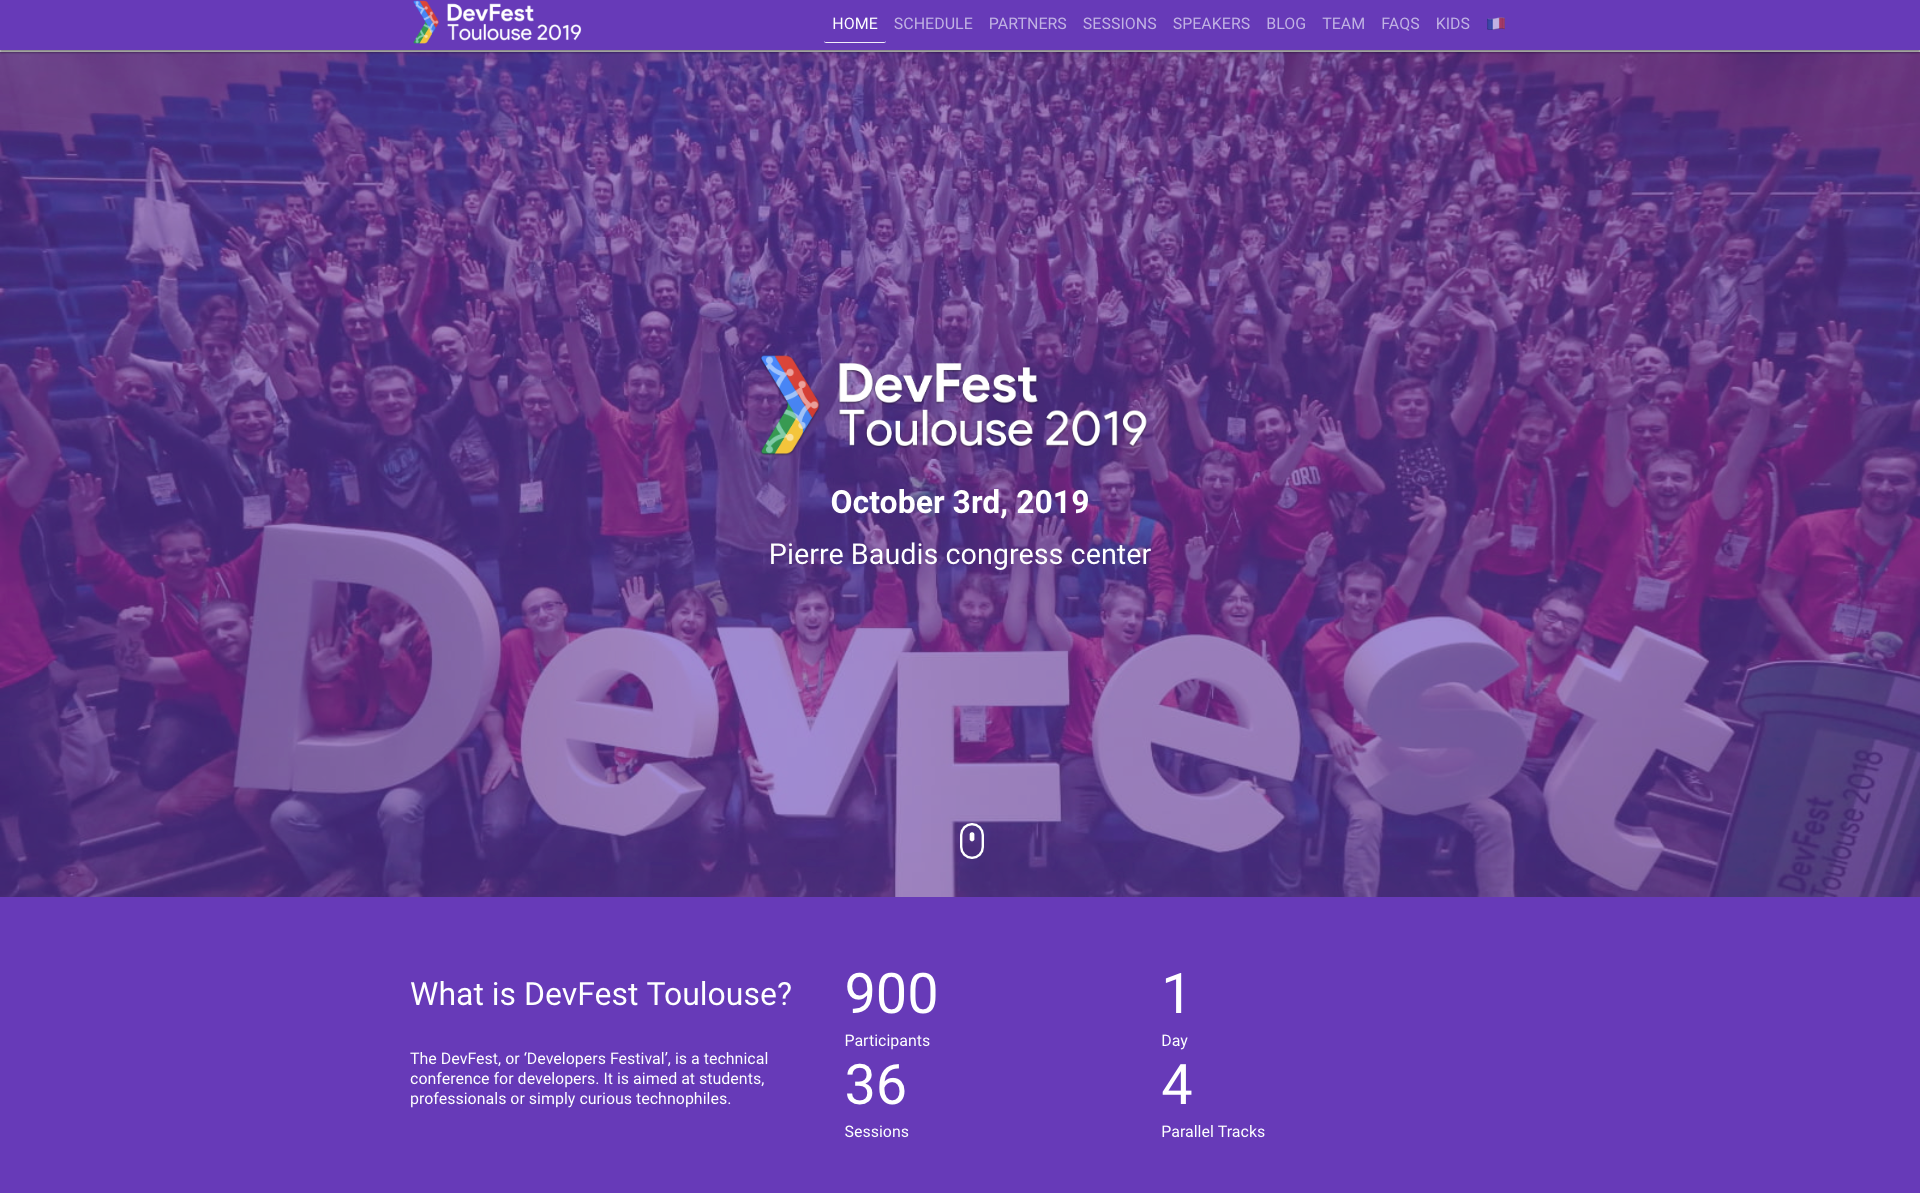 DevFest
Toulouse 2019
HOME SCHEDULE PARTNERS SESSIONS SPEAKERS BLOG TEAM FAQS KIDS
DevFest
Toulouse 2019
October 3rd, 2019
Pierre Baudis congress center
FORD
DevFest
DevFest
Toulouse 2018
What is DevFest Toulouse?
The DevFest, or ‘Developers Festival’, is a technical
conference for developers. It is aimed at students,
professionals or simply curious technophiles.
900
Participants
1
Day
36
Sessions
4
Parallel Tracks